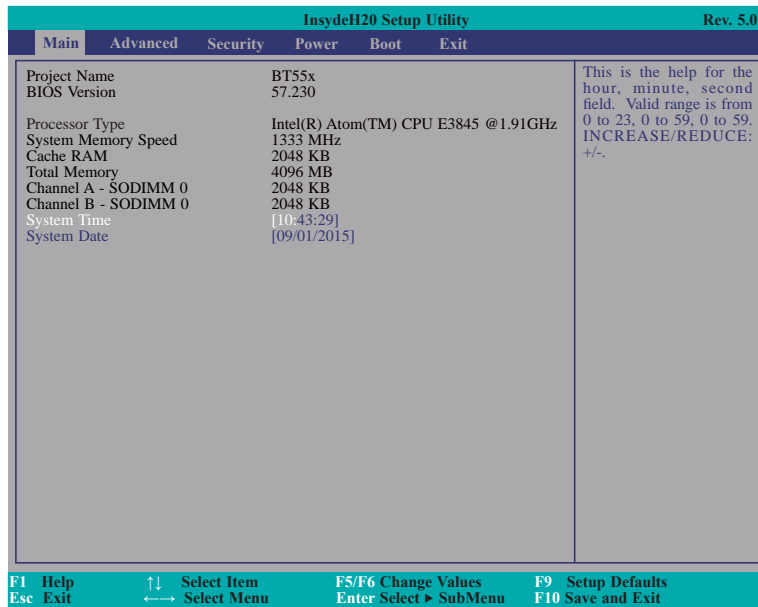 InsydeH20 Setup Utility Rev. 5.0
Main Advanced Security Power Boot Exit
Project Name BT55x
BIOS Version 57.230
Processor Type Intel(R) Atom(TM) CPU E3845 @1.91GHz
System Memory Speed 1333 MHz
Cache RAM 2048 KB
Total Memory 4096 MB
Channel A - SODIMM 0 2048 KB
Channel B - SODIMM 0 2048 KB
System Time [10:43:29]
System Date [09/01/2015]
This is the help for the
hour, minute, second
field. Valid range is from
0 to 23, 0 to 59, 0 to 59.
INCREASE/REDUCE:
+/-.
F1 Help ↑↓ Select Item F5/F6 Change Values F9 Setup Defaults
Esc Exit ←→ Select Menu Enter Select ► SubMenu F10 Save and Exit